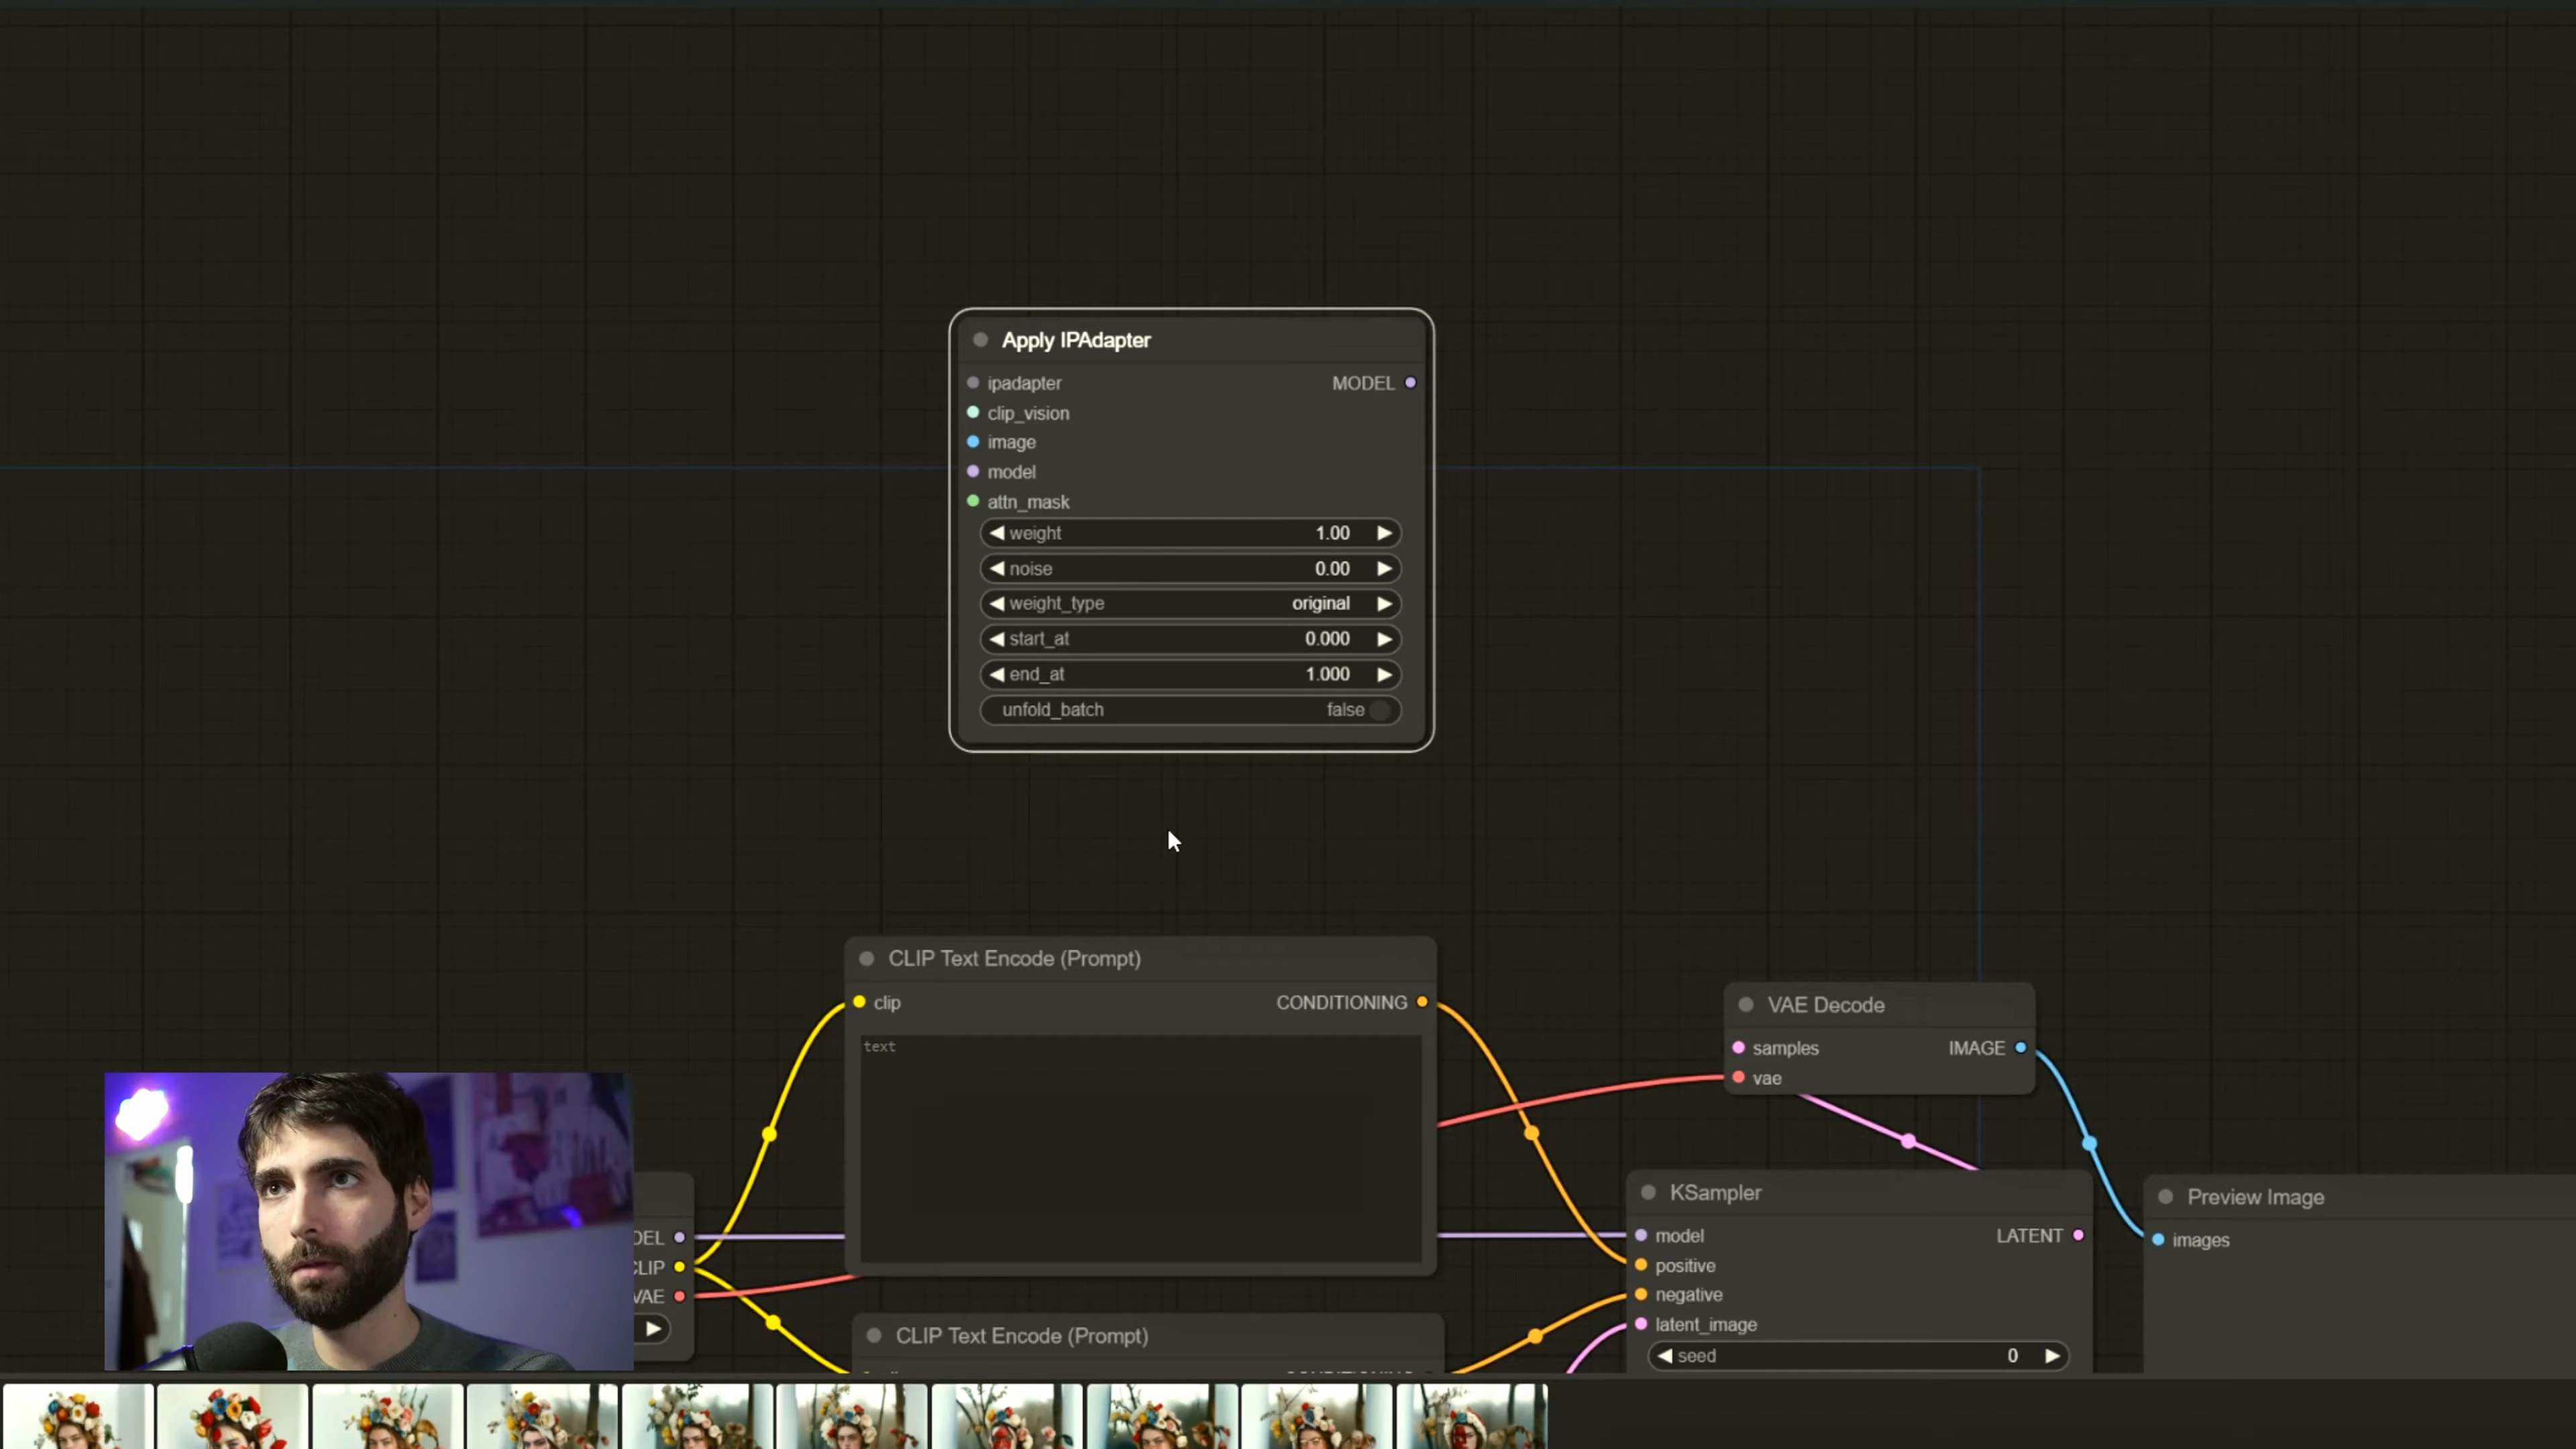 Apply IPAdapter
ipadapter MODEL
clip_vision
image
model
attn_mask
weight 1.00
noise 0.00
weight_type original
start_at 0.000
end_at 1.000
unfold_batch false
CLIP Text Encode (Prompt)
clip CONDITIONING
text
VAE Decode
samples IMAGE
vae
DEL
CLIP
VAE
KSampler
model LATENT
positive
negative
latent_image
seed 0
Preview Image
images
CLIP Text Encode (Prompt)